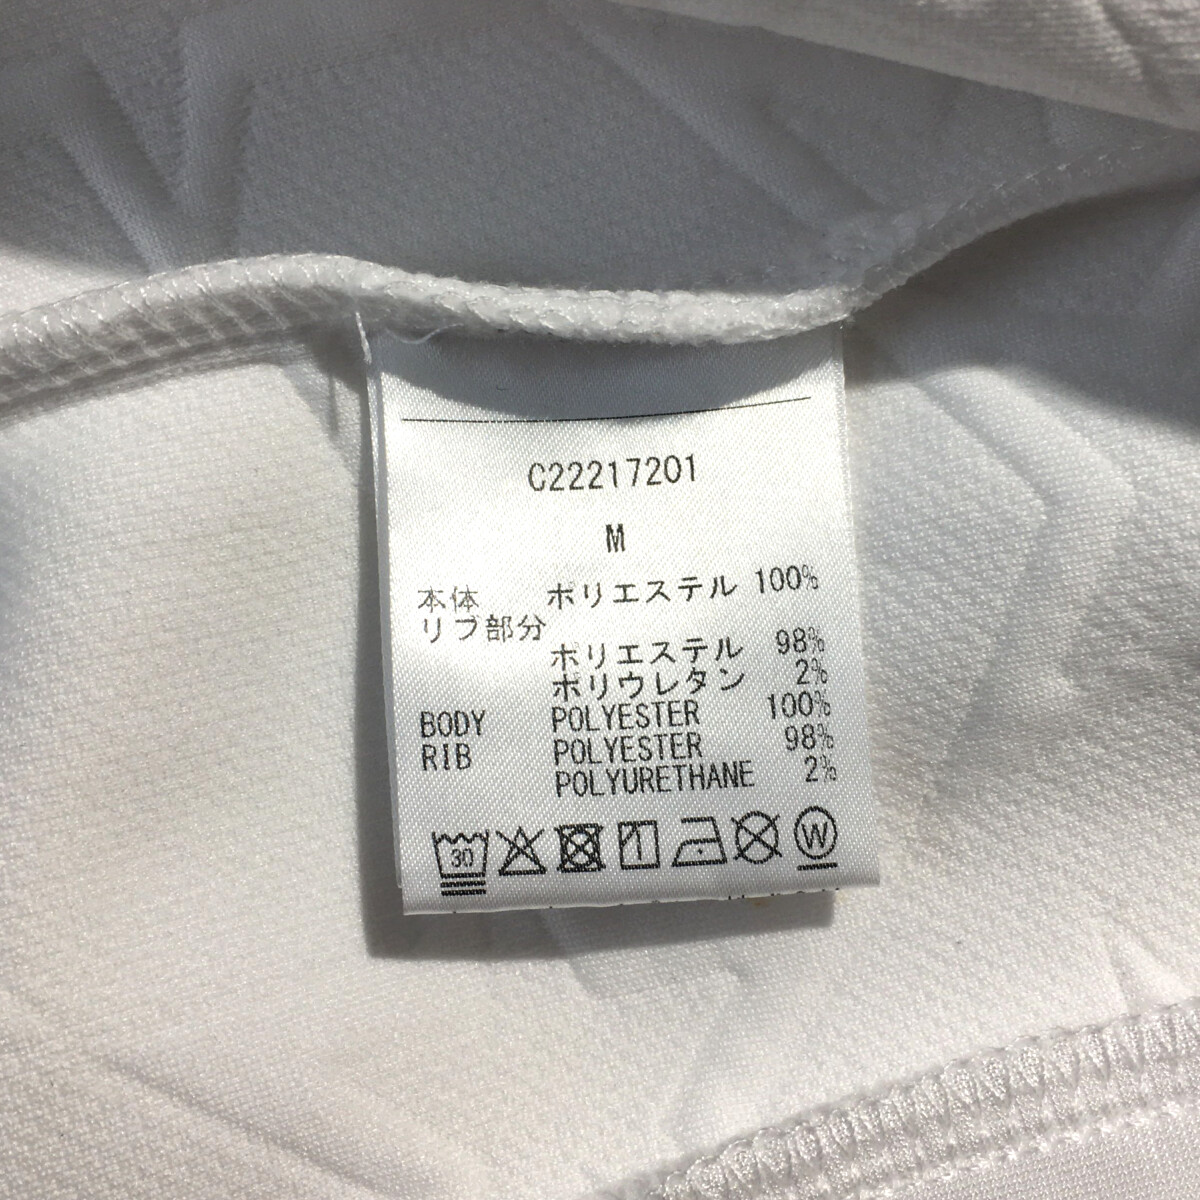 C22217201
M
本体 ポリエステル 100%
リブ部分
ポリエステル 98%
ポリウレタン 2%
BODY POLYESTER 100%
RIB POLYESTER 98%
POLYURETHANE 2%
30 W